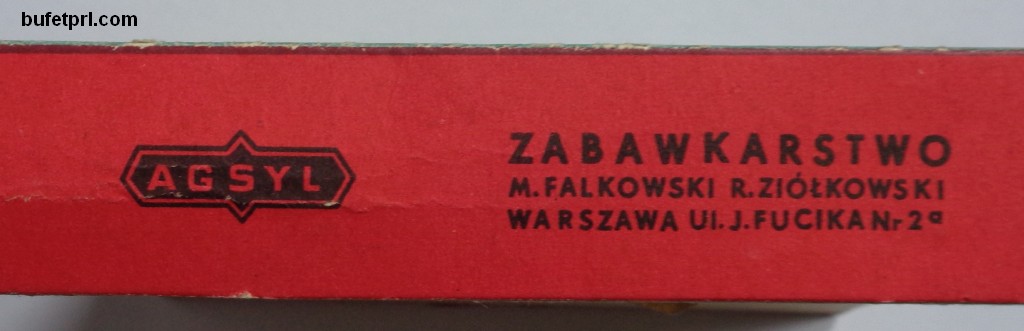 bufetprl.com
AGSYL
ZABAWKARSTWO
M. FALKOWSKI R. ZIÓŁKOWSKI
WARSZAWA Ul. J. FUCIKA Nr 2a